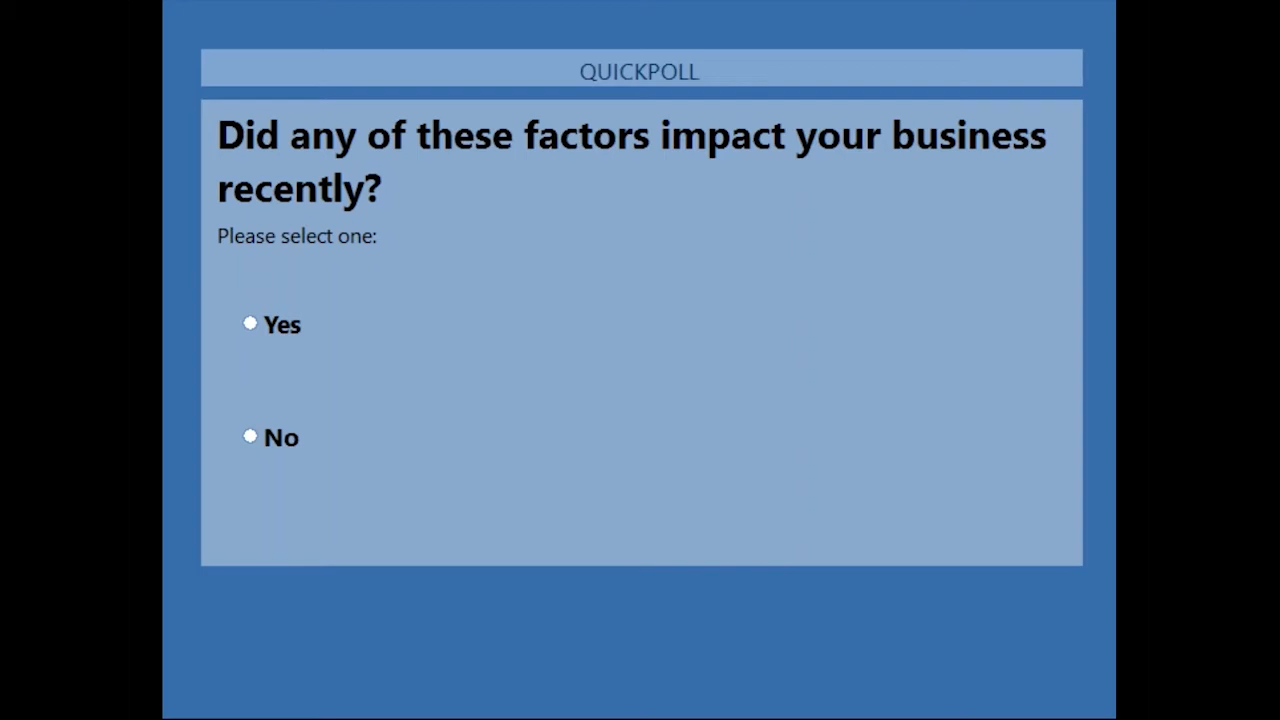 QUICKPOLL
Did any of these factors impact your business
recently?
Please select one:
Yes
No